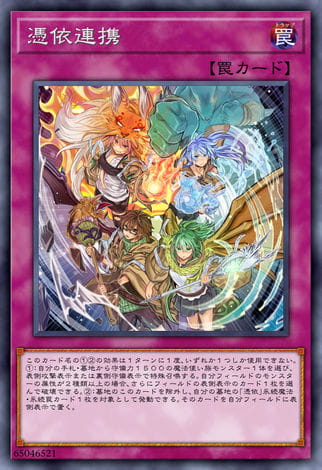 憑依連携
トラップ
罠
【罠カード】
このカード名の①②の効果は1ターンに1度、いずれか1つしか使用できない。
①:自分の手札・墓地から守備力1500の魔法使い族モンスター1体を選び、
表側攻撃表示または裏側守備表示で特殊召喚する。自分フィールドのモンスタ
ーの属性が2種類以上の場合、さらにフィールドの表側表示のカード1枚を選ん
で破壊できる。②:墓地のこのカードを除外し、自分の墓地の「憑依」永続魔法
・永続罠カード1枚を対象として発動できる。そのカードを自分フィールドに表
側表示で置く。
65046521